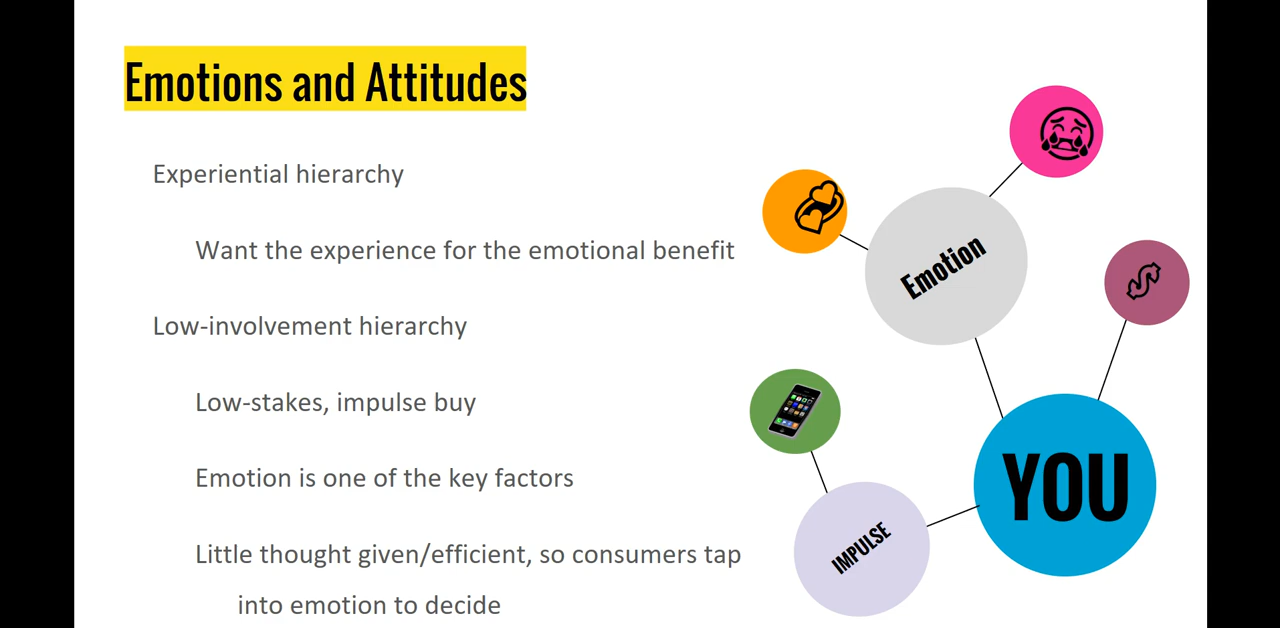 Emotions and Attitudes
Experiential hierarchy
Want the experience for the emotional benefit
Low-involvement hierarchy
Low-stakes, impulse buy
Emotion is one of the key factors
Little thought given/efficient, so consumers tap
into emotion to decide
Emotion
YOU
IMPULSE